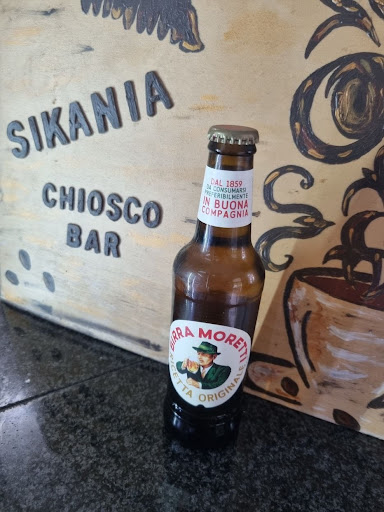 SIKANIA
CHIOSCO
BAR
DAL 1859
DA CONSUMARSI
PREFERIBILMENTE
IN BUONA
COMPAGNIA
BIRRA MORETTI
RICETTA ORIGINALE